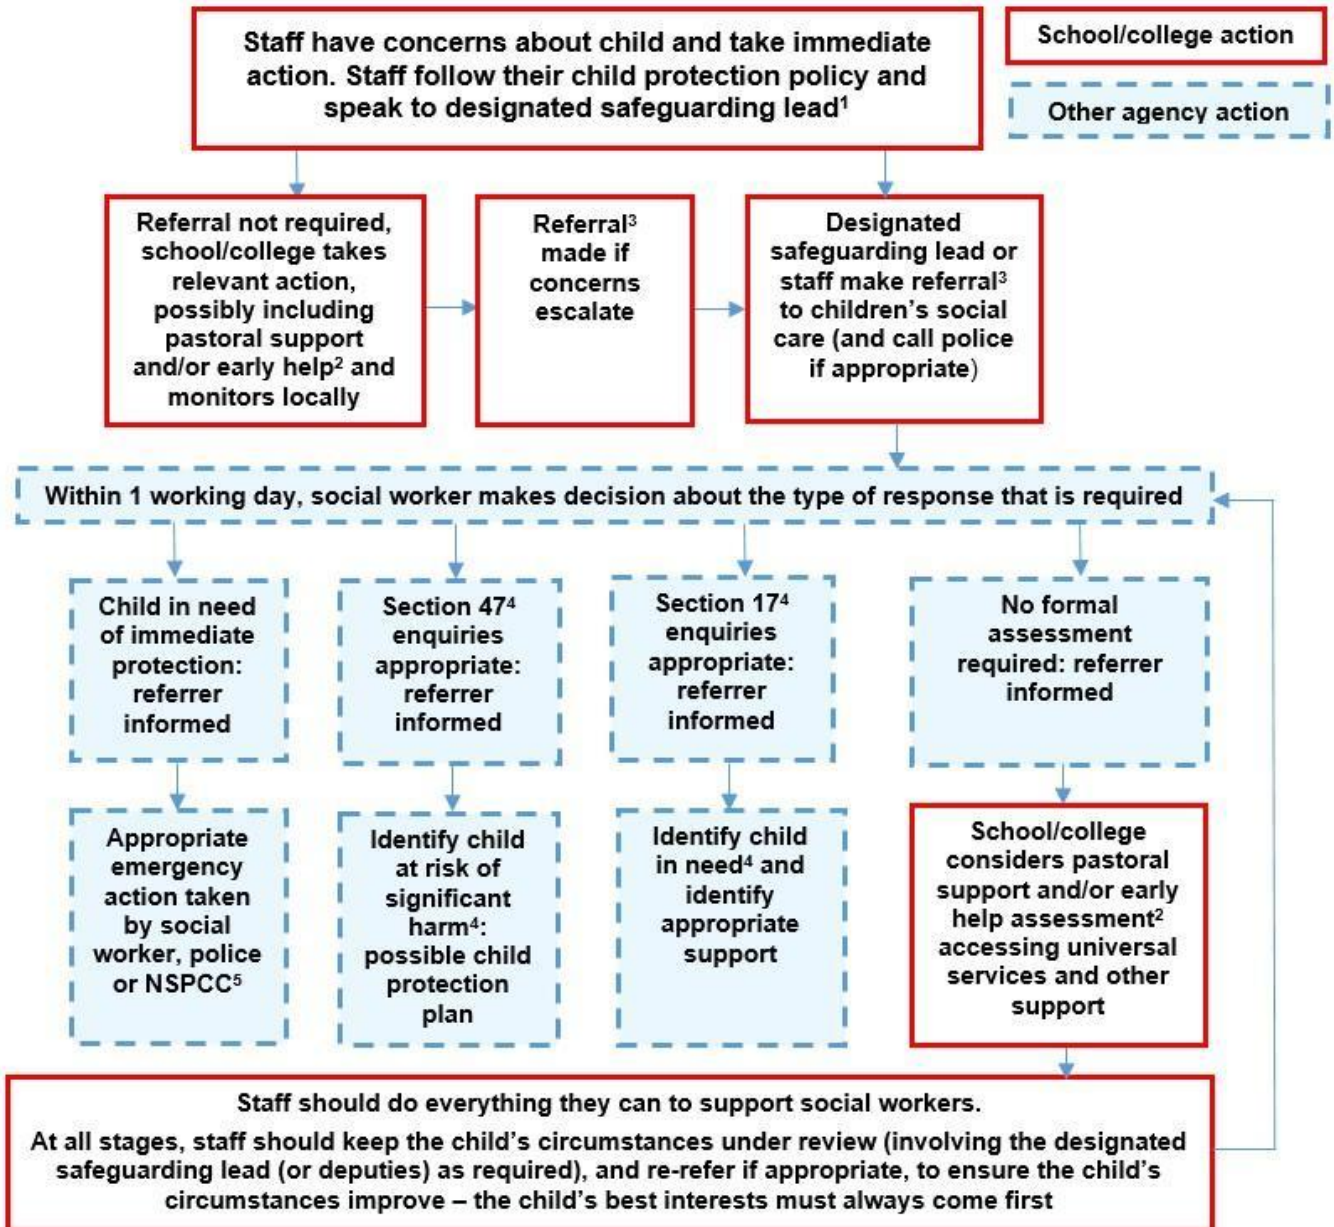 Staff have concerns about child and take immediate
action. Staff follow their child protection policy and
speak to designated safeguarding lead¹
School/college action
Other agency action
Referral not required,
school/college takes
relevant action,
possibly including
pastoral support
and/or early help² and
monitors locally
Referral³
made if
concerns
escalate
Designated
safeguarding lead or
staff make referral³
to children’s social
care (and call police
if appropriate)
Within 1 working day, social worker makes decision about the type of response that is required
Child in need
of immediate
protection:
referrer
informed
Section 47⁴
enquiries
appropriate:
referrer
informed
Section 17⁴
enquiries
appropriate:
referrer
informed
No formal
assessment
required: referrer
informed
Appropriate
emergency
action taken
by social
worker, police
or NSPCC⁵
Identify child
at risk of
significant
harm⁴:
possible child
protection
plan
Identify child
in need⁴ and
identify
appropriate
support
School/college
considers pastoral
support and/or early
help assessment²
accessing universal
services and other
support
Staff should do everything they can to support social workers.
At all stages, staff should keep the child’s circumstances under review (involving the designated
safeguarding lead (or deputies) as required), and re-refer if appropriate, to ensure the child’s
circumstances improve – the child’s best interests must always come first